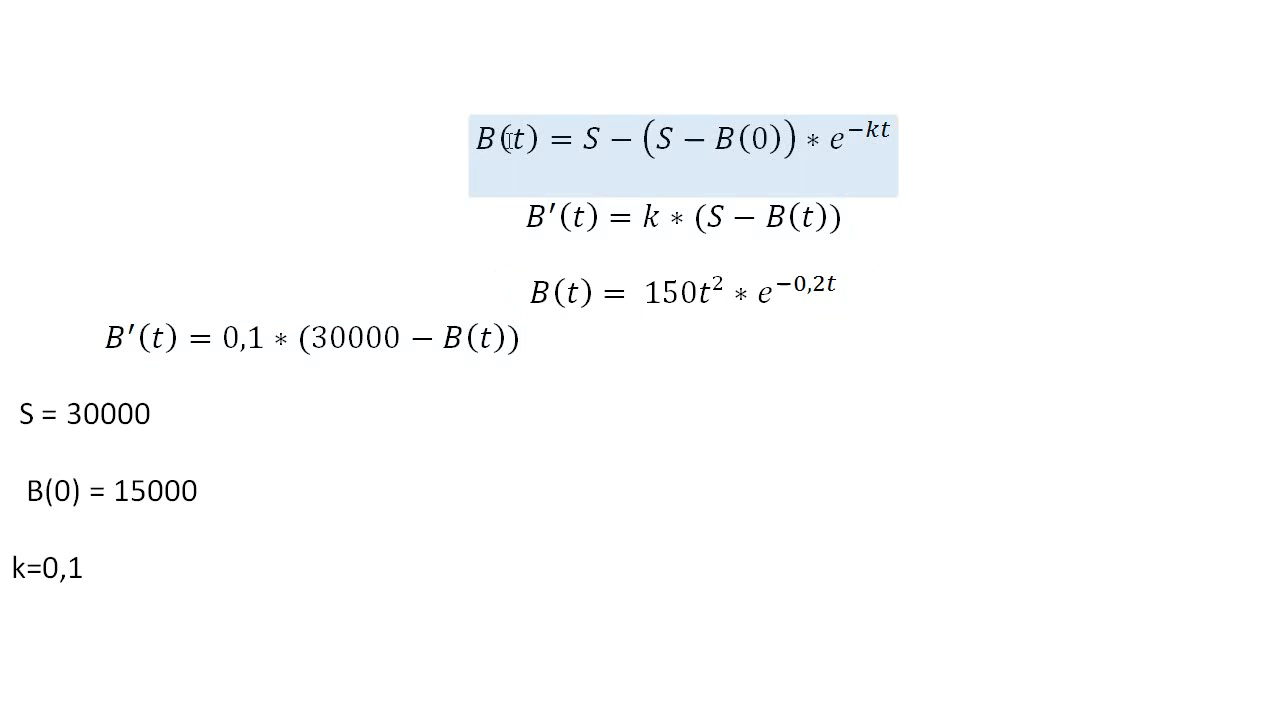 B(t) = S − (S − B(0)) ∗ e^{−kt}
B′(t) = k ∗ (S − B(t))
B(t) = 150t² ∗ e^{−0,2t}
B′(t) = 0,1 ∗ (30000 − B(t))
S = 30000
B(0) = 15000
k=0,1